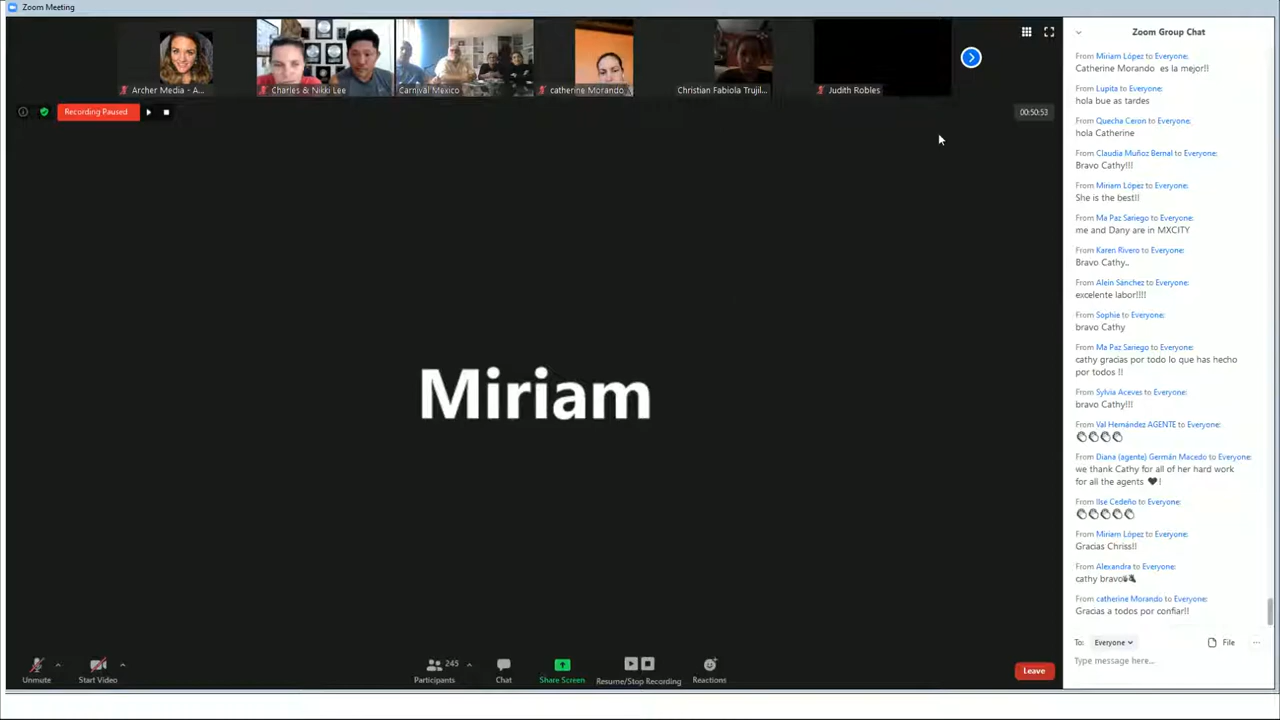 Zoom Meeting
Archer Media - A...
Charles & Nikki Lee
Carnival Mexico
catherine Morando
Christian Fabiola Trujil...
Judith Robles
Recording Paused
00:50:53
Miriam
Unmute
Start Video
245
Participants
Chat
Share Screen
Resume/Stop Recording
Reactions
Leave
Zoom Group Chat
From Miriam López to Everyone:
Catherine Morando es la mejor!!
From Lupita to Everyone:
hola bue as tardes
From Quecha Ceron to Everyone:
hola Catherine
From Claudia Muñoz Bernal to Everyone:
Bravo Cathy!!!
From Miriam López to Everyone:
She is the best!!
From Ma Paz Sariego to Everyone:
me and Dany are in MXCITY
From Karen Rivero to Everyone:
Bravo Cathy..
From Alein Sánchez to Everyone:
excelente labor!!!!
From Sophie to Everyone:
bravo Cathy
From Ma Paz Sariego to Everyone:
cathy gracias por todo lo que has hecho
por todos !!
From Sylvia Aceves to Everyone:
bravo Cathy!!!
From Val Hernández AGENTE to Everyone:
From Diana (agente) Germán Macedo to Everyone:
we thank Cathy for all of her hard work
for all the agents ♥ !
From Ilse Cedeño to Everyone:
From Miriam López to Everyone:
Gracias Chriss!!
From Alexandra to Everyone:
cathy bravo
From catherine Morando to Everyone:
Gracias a todos por confiar!!
To: Everyone
File
Type message here...